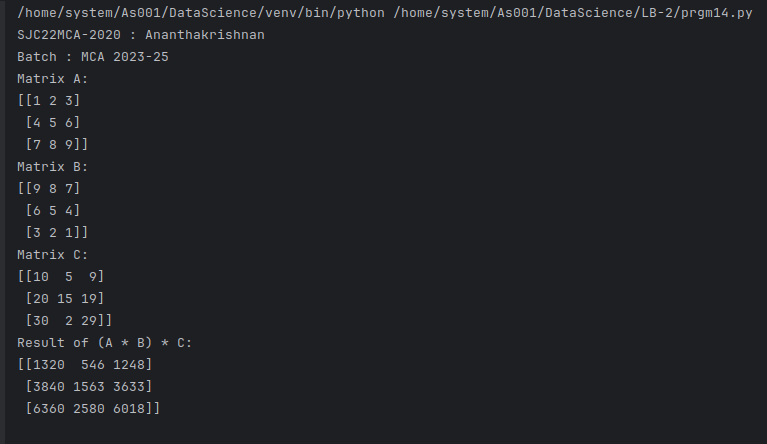 /home/system/As001/DataScience/venv/bin/python /home/system/As001/DataScience/LB-2/prgm14.py
SJC22MCA-2020 : Ananthakrishnan
Batch : MCA 2023-25
Matrix A:
[[1 2 3]
 [4 5 6]
 [7 8 9]]
Matrix B:
[[9 8 7]
 [6 5 4]
 [3 2 1]]
Matrix C:
[[10  5  9]
 [20 15 19]
 [30  2 29]]
Result of (A * B) * C:
[[1320  546 1248]
 [3840 1563 3633]
 [6360 2580 6018]]